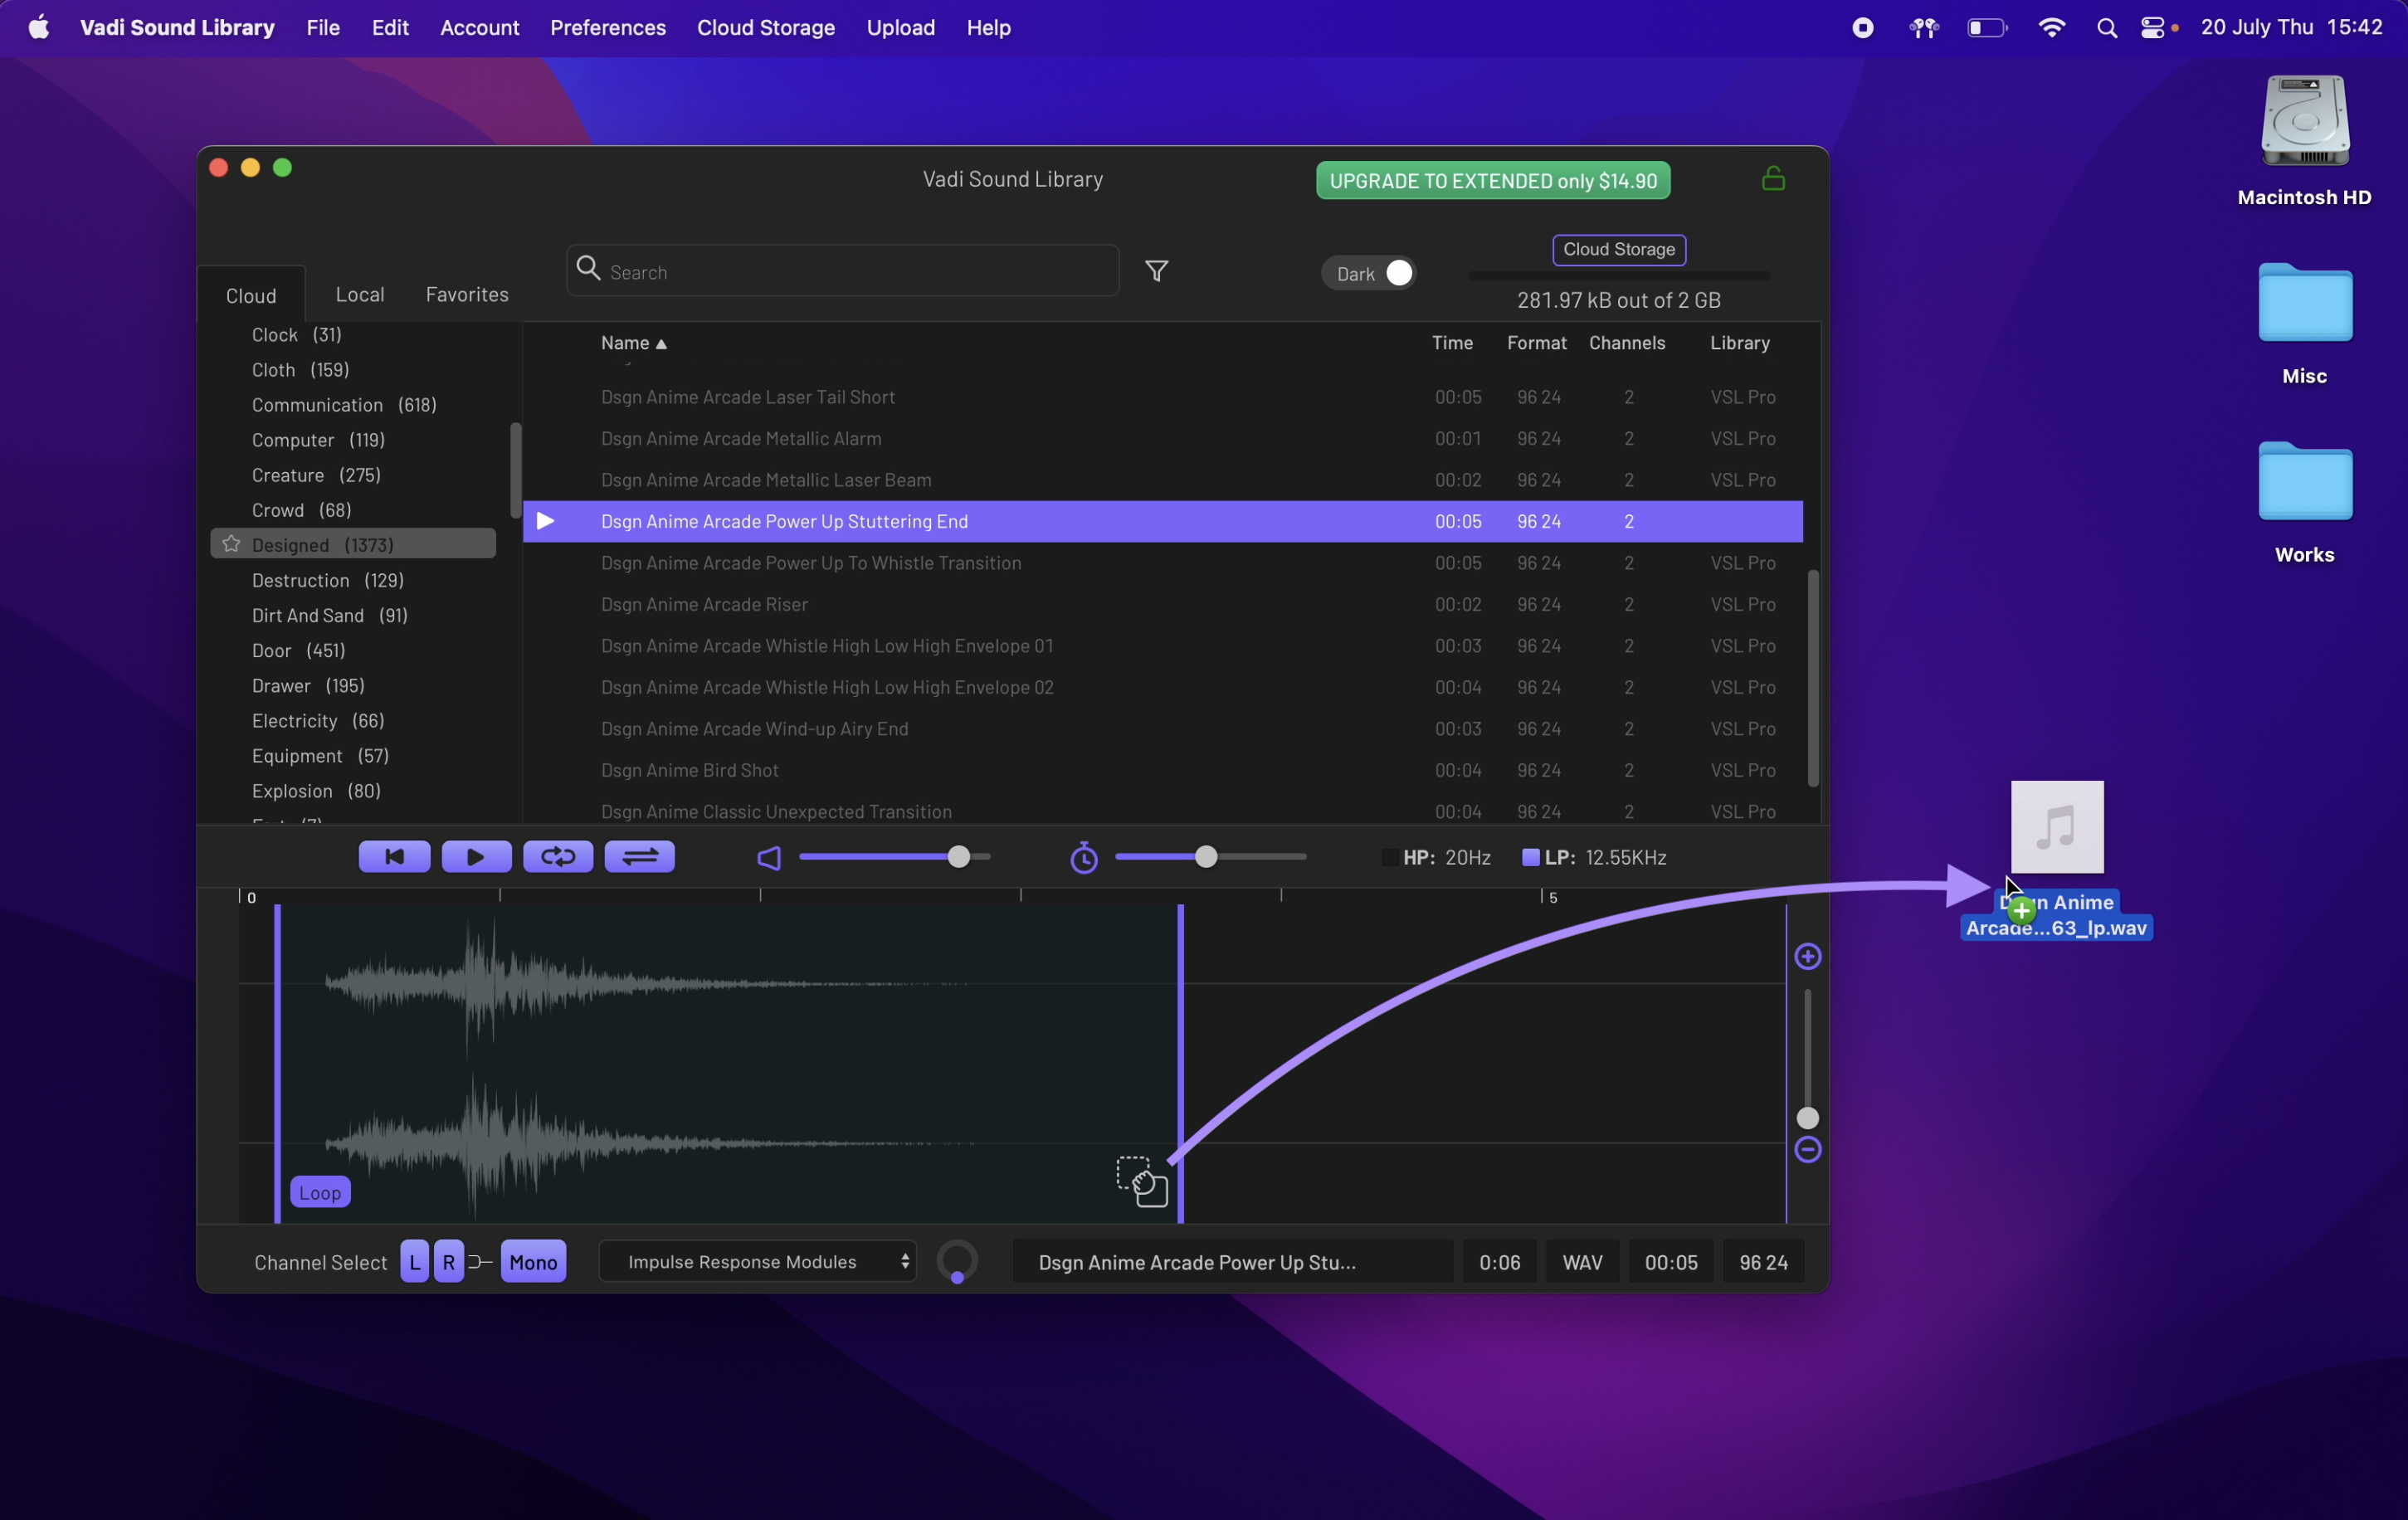 Vadi Sound Library File Edit Account Preferences Cloud Storage Upload Help 20 July Thu 15:42
Macintosh HD
Misc
Works
Vadi Sound Library
UPGRADE TO EXTENDED only $14.90
Cloud Local Favorites
Search
Dark
Cloud Storage
281.97 kB out of 2 GB
Clock (31)
Cloth (159)
Communication (618)
Computer (119)
Creature (275)
Crowd (68)
Designed (1373)
Destruction (129)
Dirt And Sand (91)
Door (451)
Drawer (195)
Electricity (66)
Equipment (57)
Explosion (80)
Name ▲ Time Format Channels Library
Dsgn Anime Arcade Laser Tail Short 00:05 96 24 2 VSL Pro
Dsgn Anime Arcade Metallic Alarm 00:01 96 24 2 VSL Pro
Dsgn Anime Arcade Metallic Laser Beam 00:02 96 24 2 VSL Pro
Dsgn Anime Arcade Power Up Stuttering End 00:05 96 24 2
Dsgn Anime Arcade Power Up To Whistle Transition 00:05 96 24 2 VSL Pro
Dsgn Anime Arcade Riser 00:02 96 24 2 VSL Pro
Dsgn Anime Arcade Whistle High Low High Envelope 01 00:03 96 24 2 VSL Pro
Dsgn Anime Arcade Whistle High Low High Envelope 02 00:04 96 24 2 VSL Pro
Dsgn Anime Arcade Wind-up Airy End 00:03 96 24 2 VSL Pro
Dsgn Anime Bird Shot 00:04 96 24 2 VSL Pro
Dsgn Anime Classic Unexpected Transition 00:04 96 24 2 VSL Pro
HP: 20Hz LP: 12.55KHz
0 5
Anime
Arcade...63_lp.wav
Loop
Channel Select L R Mono
Impulse Response Modules
Dsgn Anime Arcade Power Up Stu... 0:06 WAV 00:05 96 24